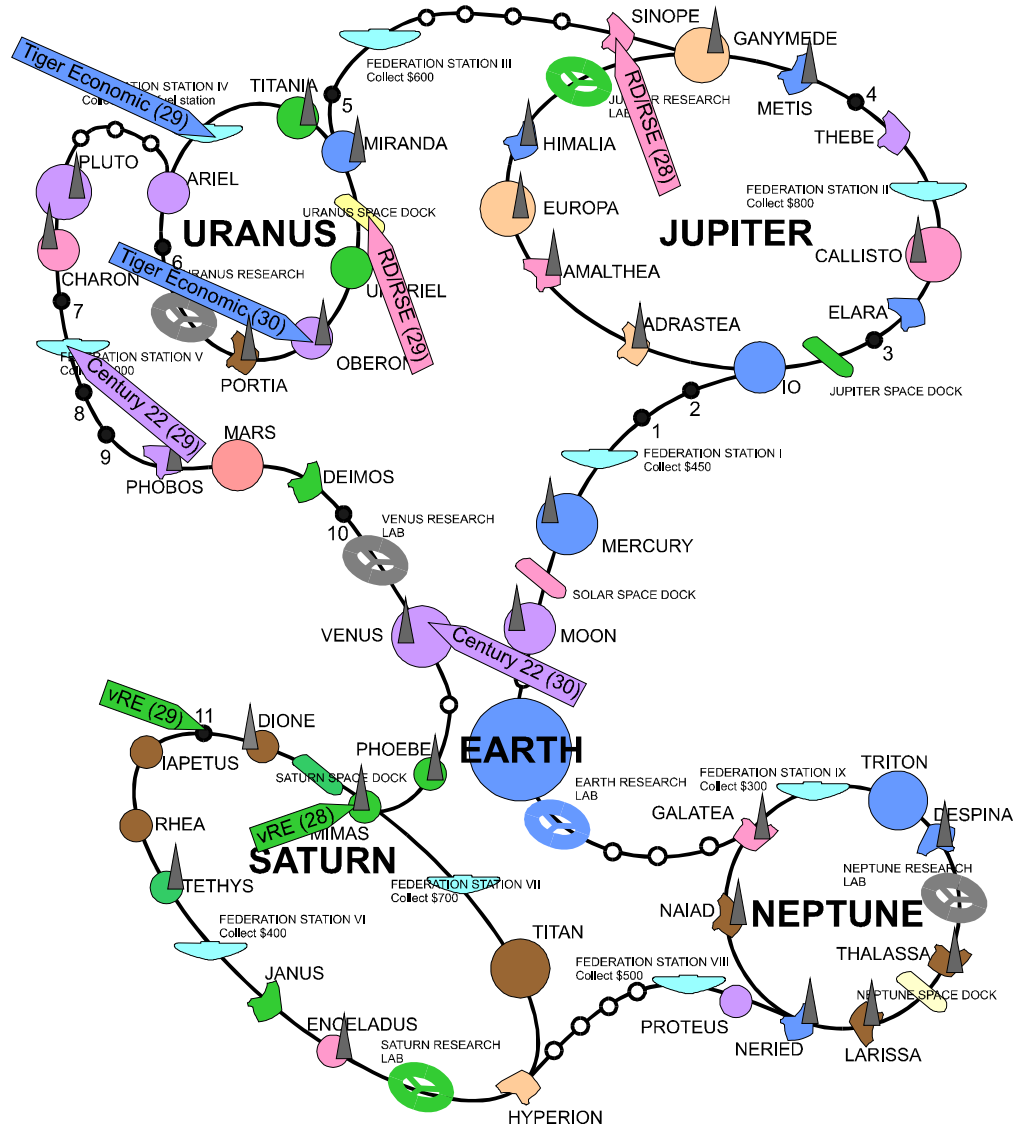 SINOPE
GANYMEDE
FEDERATION STATION III
Collect $600
METIS
4
THEBE
Tiger Economic (29)
TITANIA
5
MIRANDA
RD/RSE (28)
HIMALIA
PLUTO
ARIEL
URANUS SPACE DOCK
URANUS
FEDERATION STATION II
Collect $800
EUROPA
JUPITER
CALLISTO
CHARON
6
URANUS RESEARCH
Tiger Economic (30)
RD/RSE (29)
AMALTHEA
ELARA
7
OBERON
PORTIA
ADRASTEA
3
IO
JUPITER SPACE DOCK
FEDERATION STATION V
8
Century 22 (29)
2
1
9
MARS
PHOBOS
DEIMOS
FEDERATION STATION I
Collect $450
10
VENUS RESEARCH
LAB
MERCURY
SOLAR SPACE DOCK
VENUS
MOON
Century 22 (30)
vRE (29)
11
DIONE
IAPETUS
PHOEBE
EARTH
SATURN SPACE DOCK
EARTH RESEARCH
LAB
FEDERATION STATION IX
Collect $300
TRITON
GALATEA
DESPINA
RHEA
vRE (28)
MIMAS
SATURN
TETHYS
FEDERATION STATION VII
Collect $700
NEPTUNE RESEARCH
LAB
NAIAD
NEPTUNE
FEDERATION STATION VI
Collect $400
TITAN
THALASSA
FEDERATION STATION VIII
Collect $500
JANUS
NEPTUNE SPACE DOCK
ENCELADUS
PROTEUS
SATURN RESEARCH
LAB
NERIED
LARISSA
HYPERION